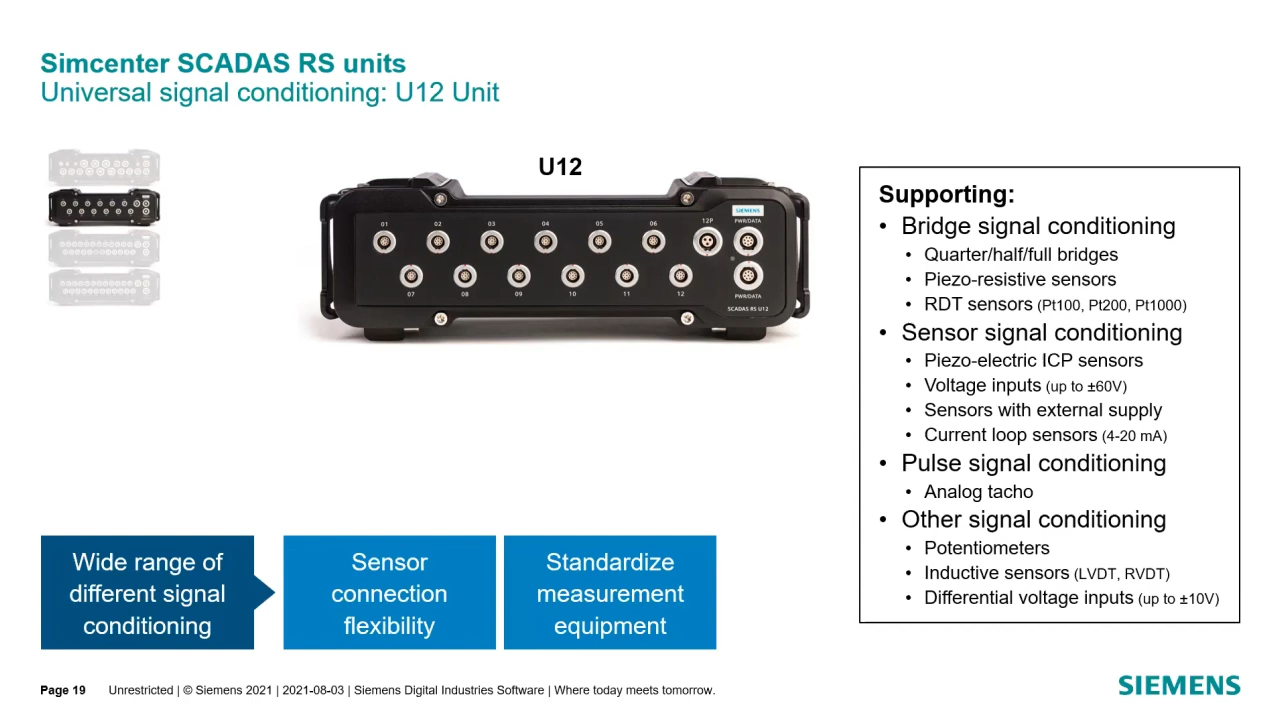 Simcenter SCADAS RS units
Universal signal conditioning: U12 Unit
U12
SIEMENS
01 02 03 04 05 06 12P PWR/DATA
07 08 09 10 11 12 PWR/DATA
SCADAS RS U12
Supporting:
• Bridge signal conditioning
• Quarter/half/full bridges
• Piezo-resistive sensors
• RDT sensors (Pt100, Pt200, Pt1000)
• Sensor signal conditioning
• Piezo-electric ICP sensors
• Voltage inputs (up to ±60V)
• Sensors with external supply
• Current loop sensors (4-20 mA)
• Pulse signal conditioning
• Analog tacho
• Other signal conditioning
• Potentiometers
• Inductive sensors (LVDT, RVDT)
• Differential voltage inputs (up to ±10V)
Wide range of
different signal
conditioning
Sensor
connection
flexibility
Standardize
measurement
equipment
Page 19 Unrestricted | © Siemens 2021 | 2021-08-03 | Siemens Digital Industries Software | Where today meets tomorrow.
SIEMENS